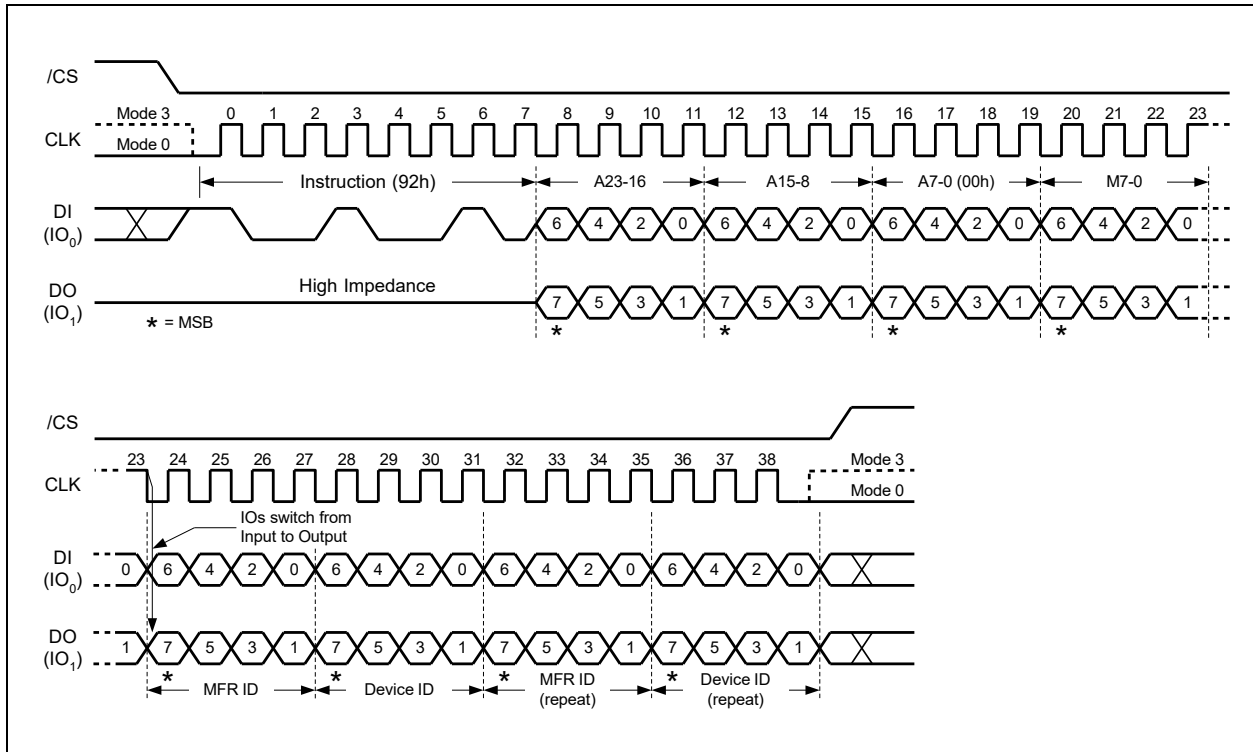 /CS
Mode 3 0 1 2 3 4 5 6 7 8 9 10 11 12 13 14 15 16 17 18 19 20 21 22 23
CLK
Mode 0
Instruction (92h) A23-16 A15-8 A7-0 (00h) M7-0
DI
(IO0) 6 4 2 0 6 4 2 0 6 4 2 0 6 4 2 0
High Impedance
DO
(IO1) 7 5 3 1 7 5 3 1 7 5 3 1 7 5 3 1
* = MSB * * * *
/CS
23 24 25 26 27 28 29 30 31 32 33 34 35 36 37 38 Mode 3
CLK
Mode 0
IOs switch from
Input to Output
DI
(IO0) 0 6 4 2 0 6 4 2 0 6 4 2 0 6 4 2 0
DO
(IO1) 1 7 5 3 1 7 5 3 1 7 5 3 1 7 5 3 1
* * * *
MFR ID Device ID MFR ID
(repeat) Device ID
(repeat)